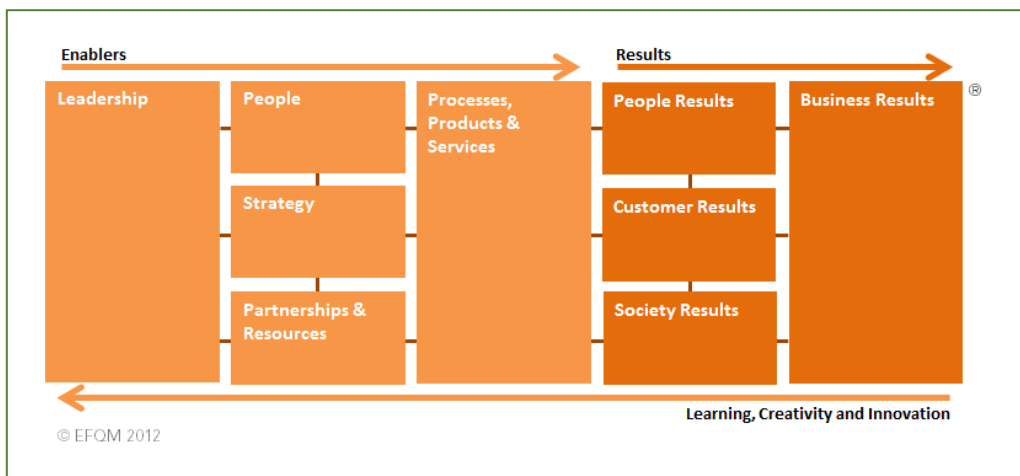 Enablers
Results
Leadership
People
Processes,
Products &
Services
People Results
Business Results
®
Strategy
Customer Results
Partnerships &
Resources
Society Results
Learning, Creativity and Innovation
© EFQM 2012